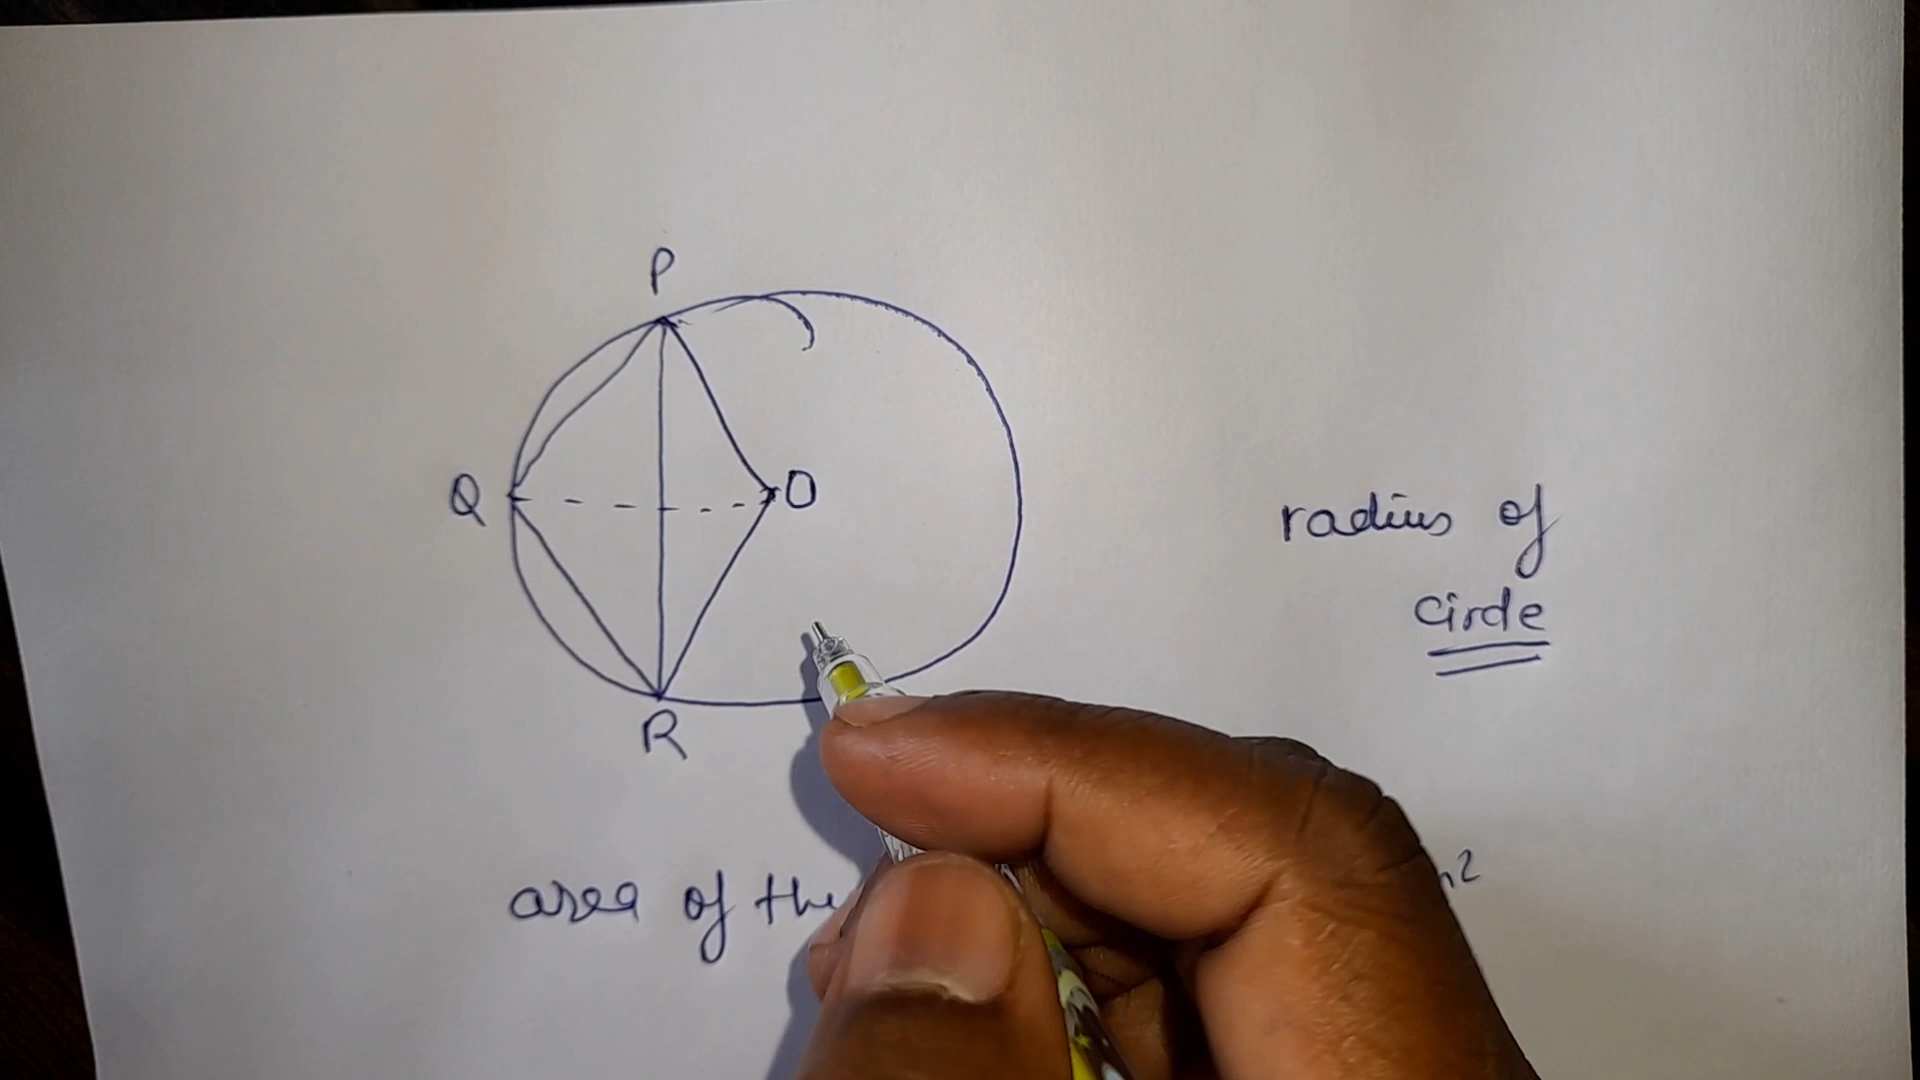 P
Q
O
R
radius of
circle
area of the